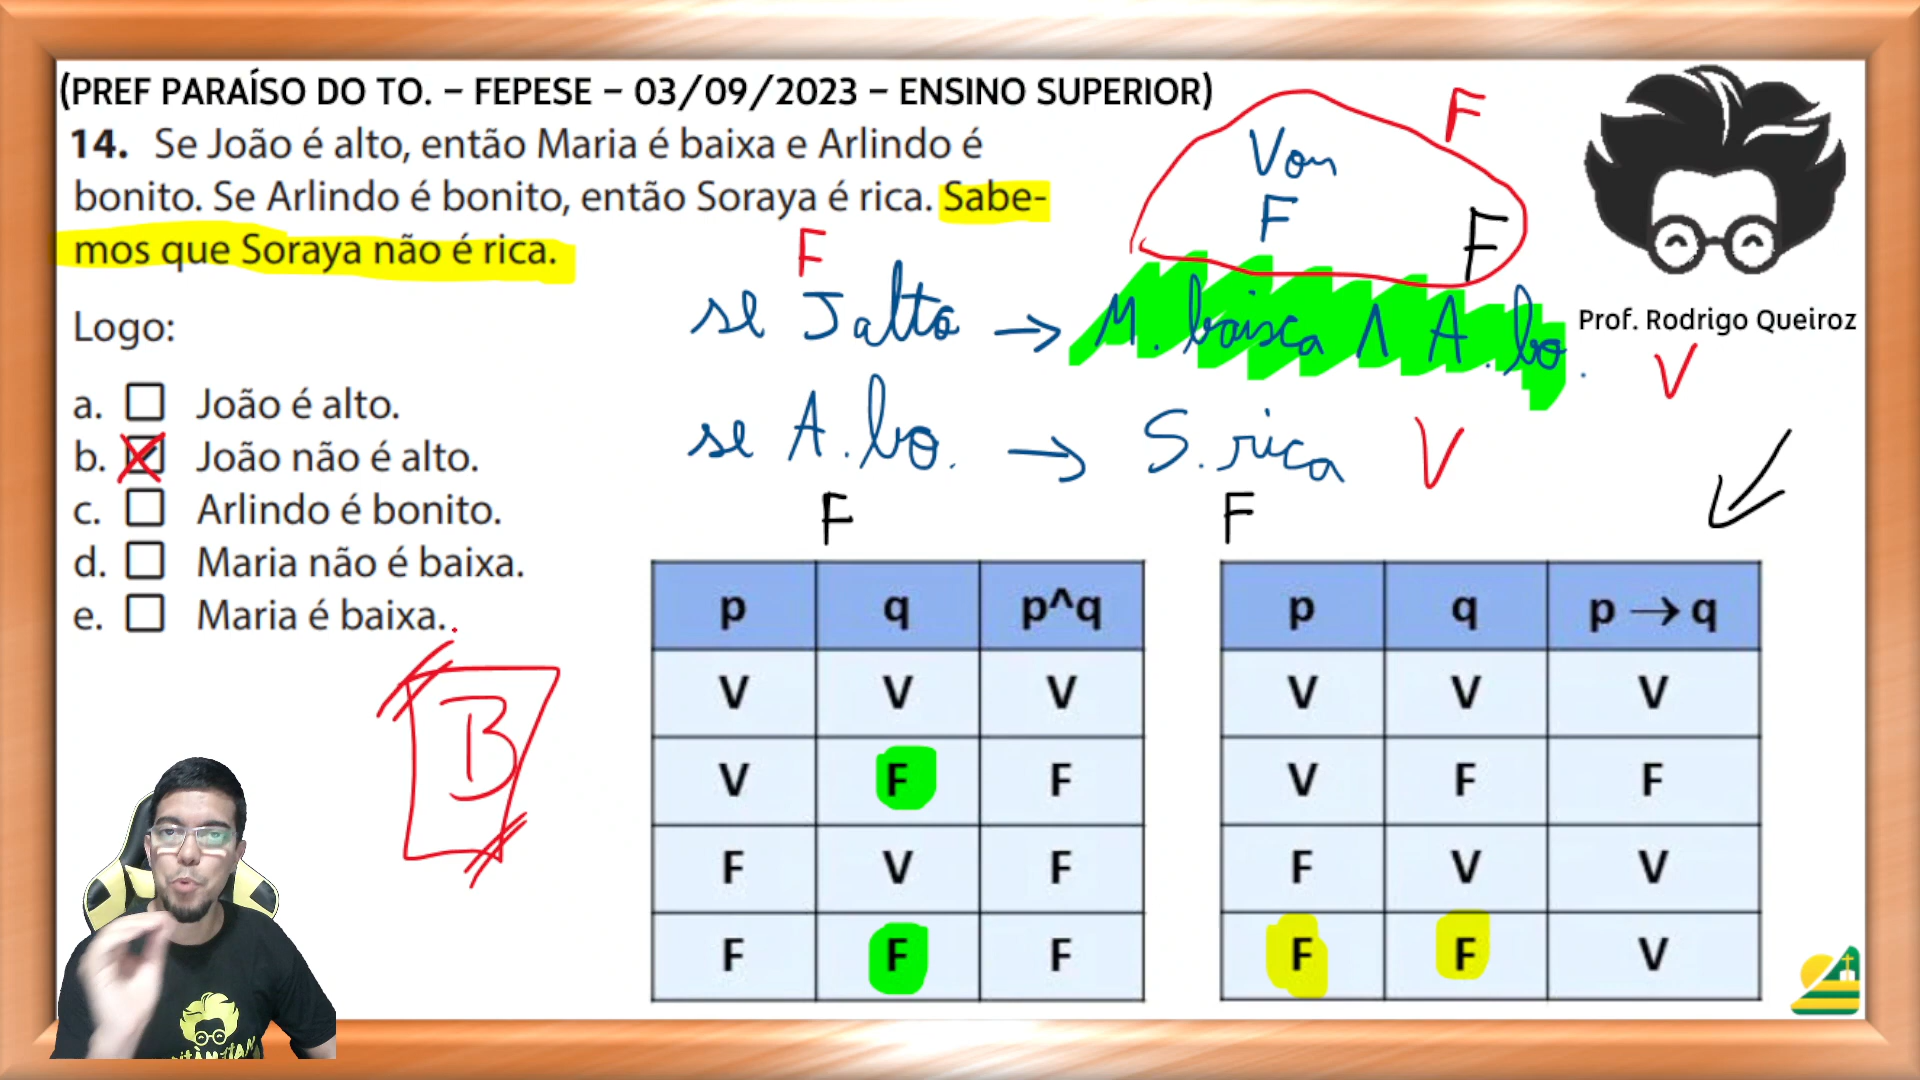 (PREF PARAÍSO DO TO. – FEPESE – 03/09/2023 – ENSINO SUPERIOR)
14. Se João é alto, então Maria é baixa e Arlindo é
bonito. Se Arlindo é bonito, então Soraya é rica. Sabe-
mos que Soraya não é rica.
Logo:
a. João é alto.
b. João não é alto.
c. Arlindo é bonito.
d. Maria não é baixa.
e. Maria é baixa.
B
F
V ou
F
F
F
se J alto → M. baixa ∧ A. bo.
V
se A. bo. → S. rica V
F F
p q p^q
V V V
V F F
F V F
F F F
p q p → q
V V V
V F F
F V V
F F V
Prof. Rodrigo Queiroz